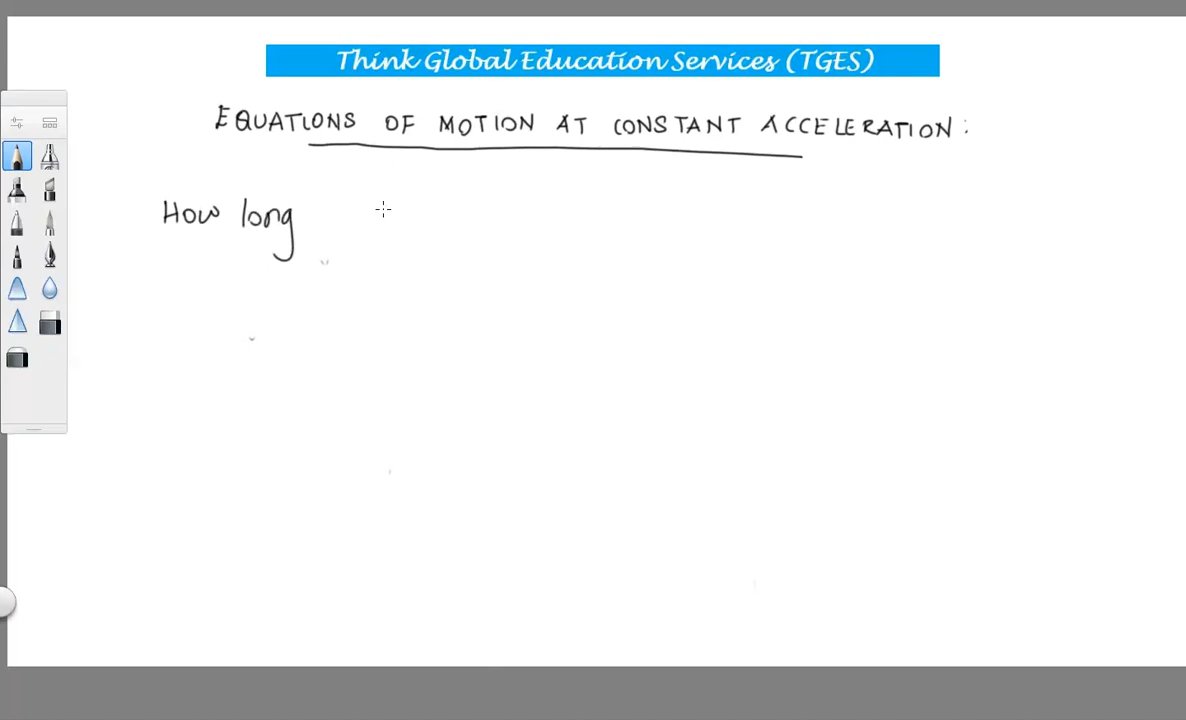 Think Global Education Services (TGES)
EQUATIONS OF MOTION AT CONSTANT ACCELERATION:
How long